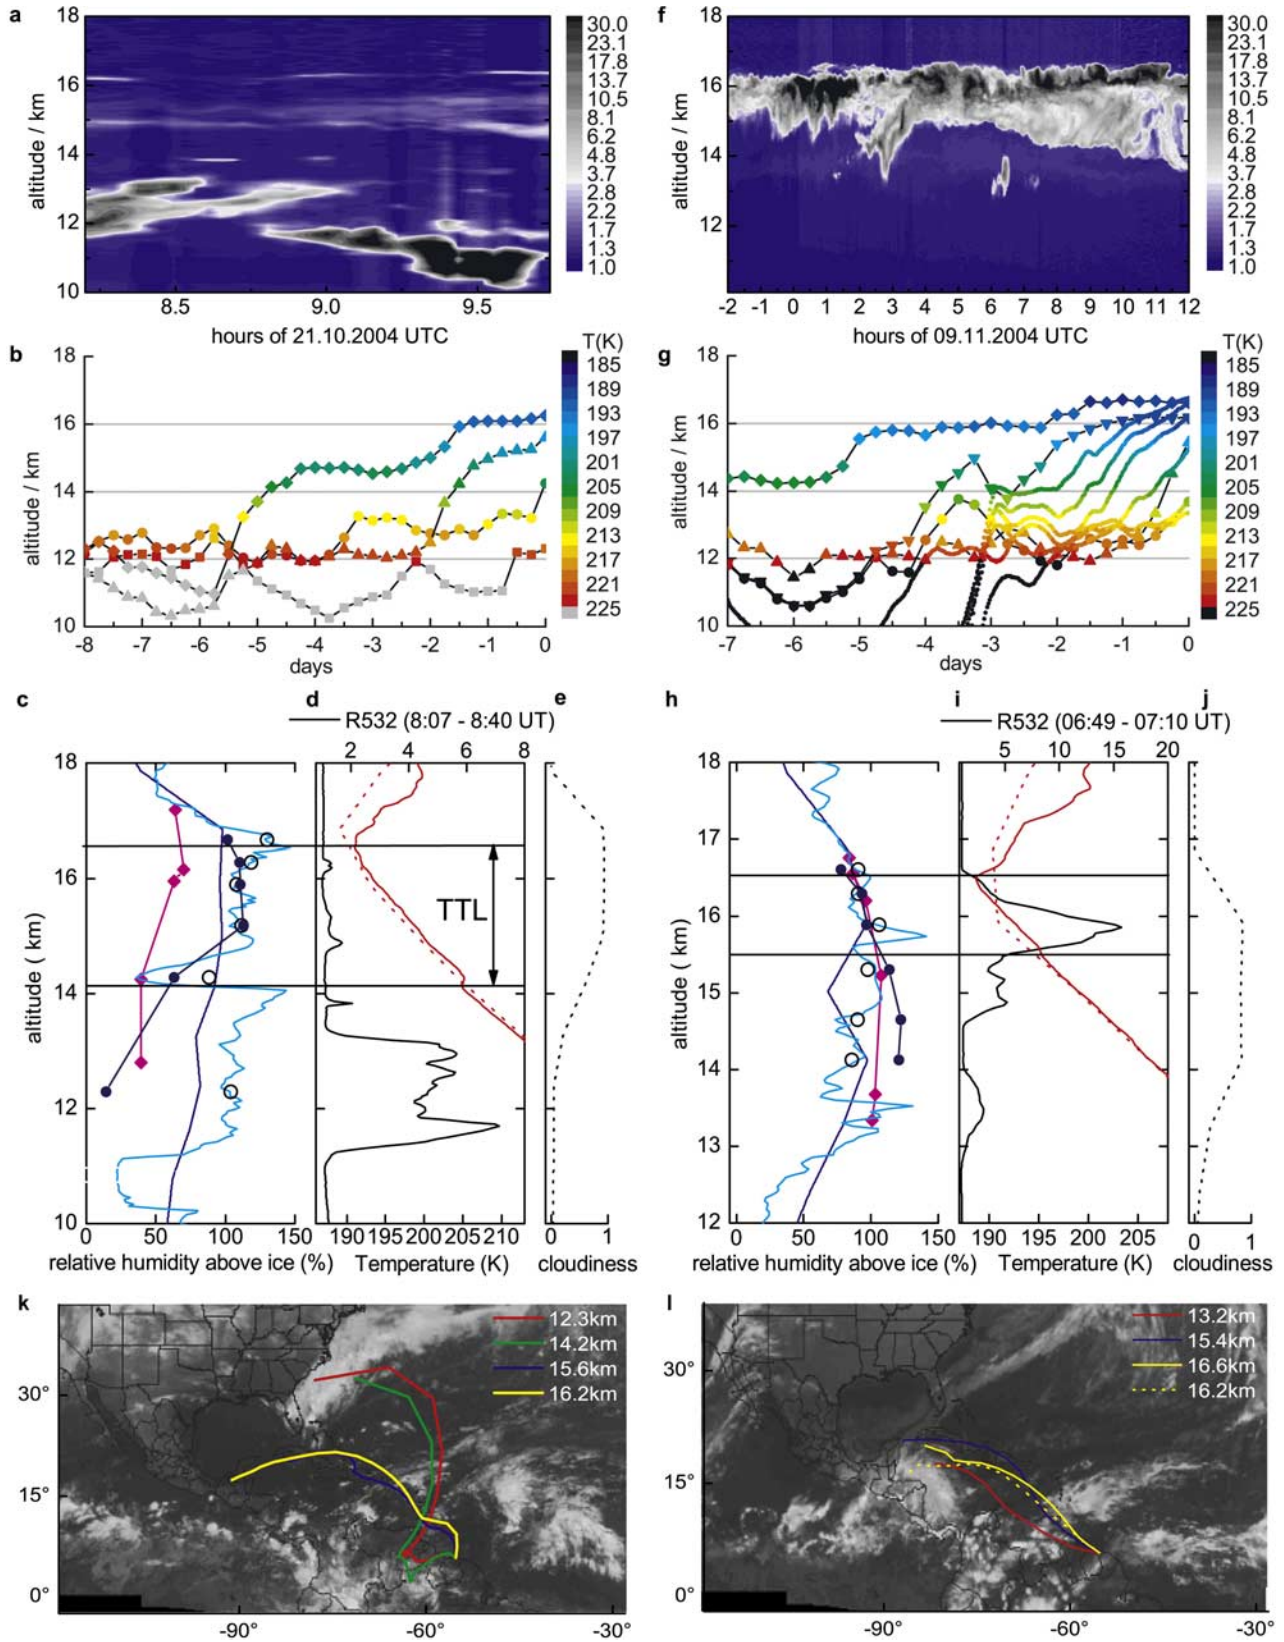 a
18
16
14
12
10
altitude / km
8.5 9.0 9.5
hours of 21.10.2004 UTC
30.0
23.1
17.8
13.7
10.5
8.1
6.2
4.8
3.7
2.8
2.2
1.7
1.3
1.0
f
18
16
14
12
altitude / km
-2 -1 0 1 2 3 4 5 6 7 8 9 10 11 12
hours of 09.11.2004 UTC
30.0
23.1
17.8
13.7
10.5
8.1
6.2
4.8
3.7
2.8
2.2
1.7
1.3
1.0
b
18
16
14
12
10
altitude / km
-8 -7 -6 -5 -4 -3 -2 -1 0
days
T(K)
185
189
193
197
201
205
209
213
217
221
225
g
18
16
14
12
10
altitude / km
-7 -6 -5 -4 -3 -2 -1 0
days
T(K)
185
189
193
197
201
205
209
213
217
221
225
c d e
R532 (8:07 - 8:40 UT)
2 4 6 8
18
16
14
12
10
altitude ( km)
TTL
0 50 100 150
190 195 200 205 210
0 1
relative humidity above ice (%) Temperature (K) cloudiness
h i j
R532 (06:49 - 07:10 UT)
5 10 15 20
18
17
16
15
14
13
12
altitude ( km)
0 50 100 150
190 195 200 205
0 1
relative humidity above ice (%) Temperature (K) cloudiness
k
12.3km
14.2km
15.6km
16.2km
30°
15°
0°
-90° -60° -30°
l
13.2km
15.4km
16.6km
16.2km
30°
15°
0°
-90° -60° -30°